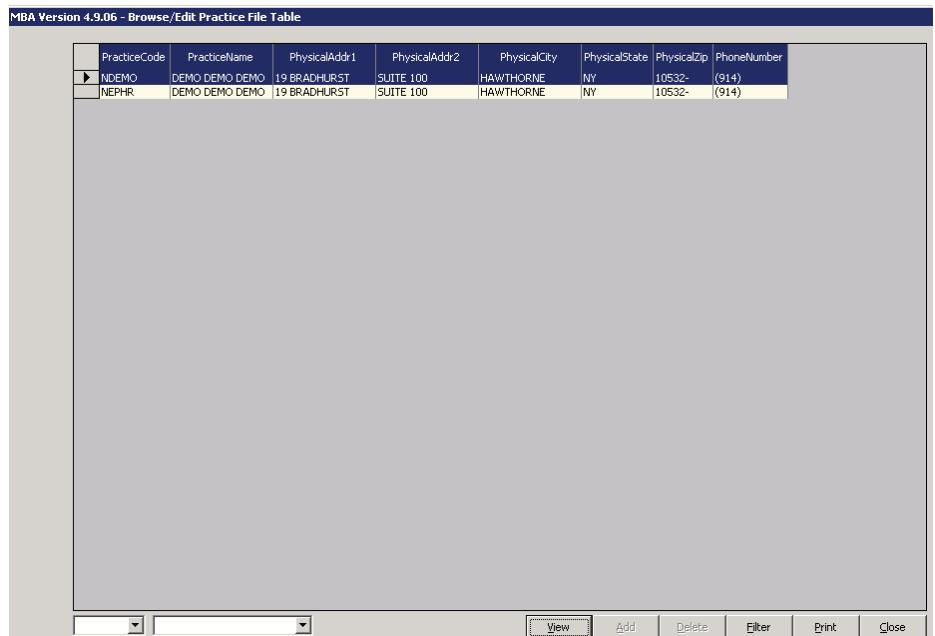 MBA Version 4.9.06 - Browse/Edit Practice File Table
PracticeCode PracticeName PhysicalAddr1 PhysicalAddr2 PhysicalCity PhysicalState PhysicalZip PhoneNumber
NDEMO DEMO DEMO DEMO 19 BRADHURST SUITE 100 HAWTHORNE NY 10532- (914)
NEPHR DEMO DEMO DEMO 19 BRADHURST SUITE 100 HAWTHORNE NY 10532- (914)
View Add Delete Filter Print Close